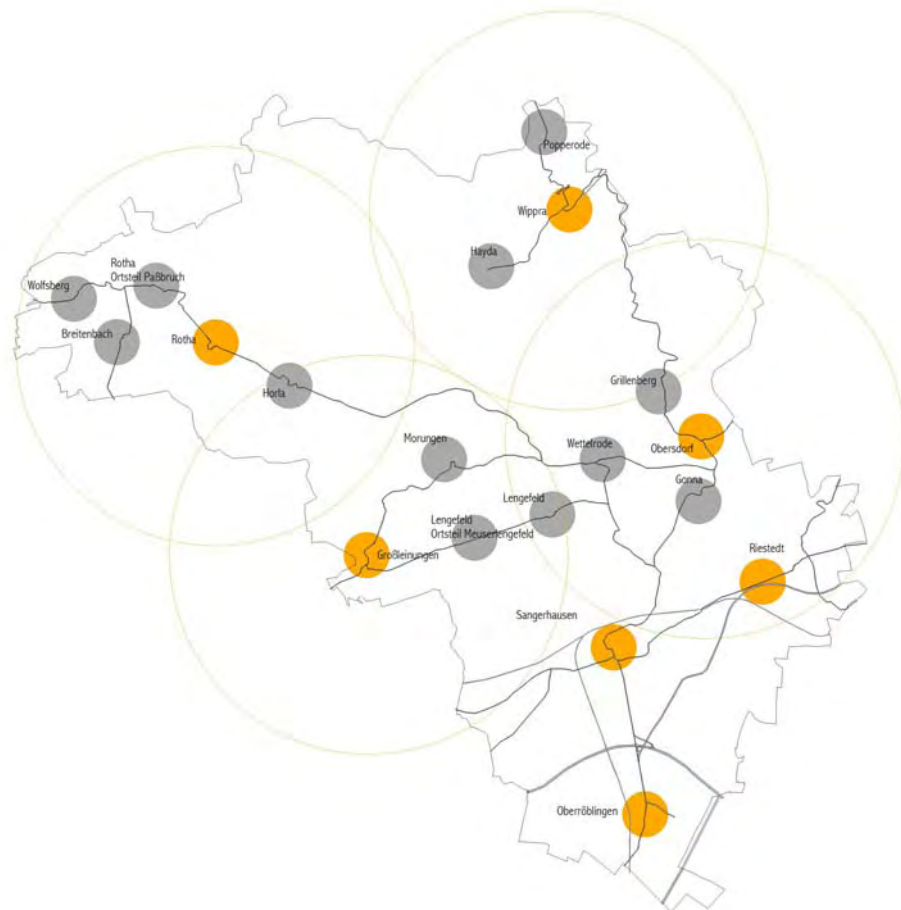 Popperode
Wippra
Hayda
Rotha
Ortsteil Paßbruch
Wolfsberg
Breitenbach
Rotha
Horla
Grillenberg
Obersdorf
Morungen
Wettelrode
Gonna
Lengefeld
Lengefeld
Ortsteil Meuserlengefeld
Großleinungen
Riestedt
Sangerhausen
Oberröblingen